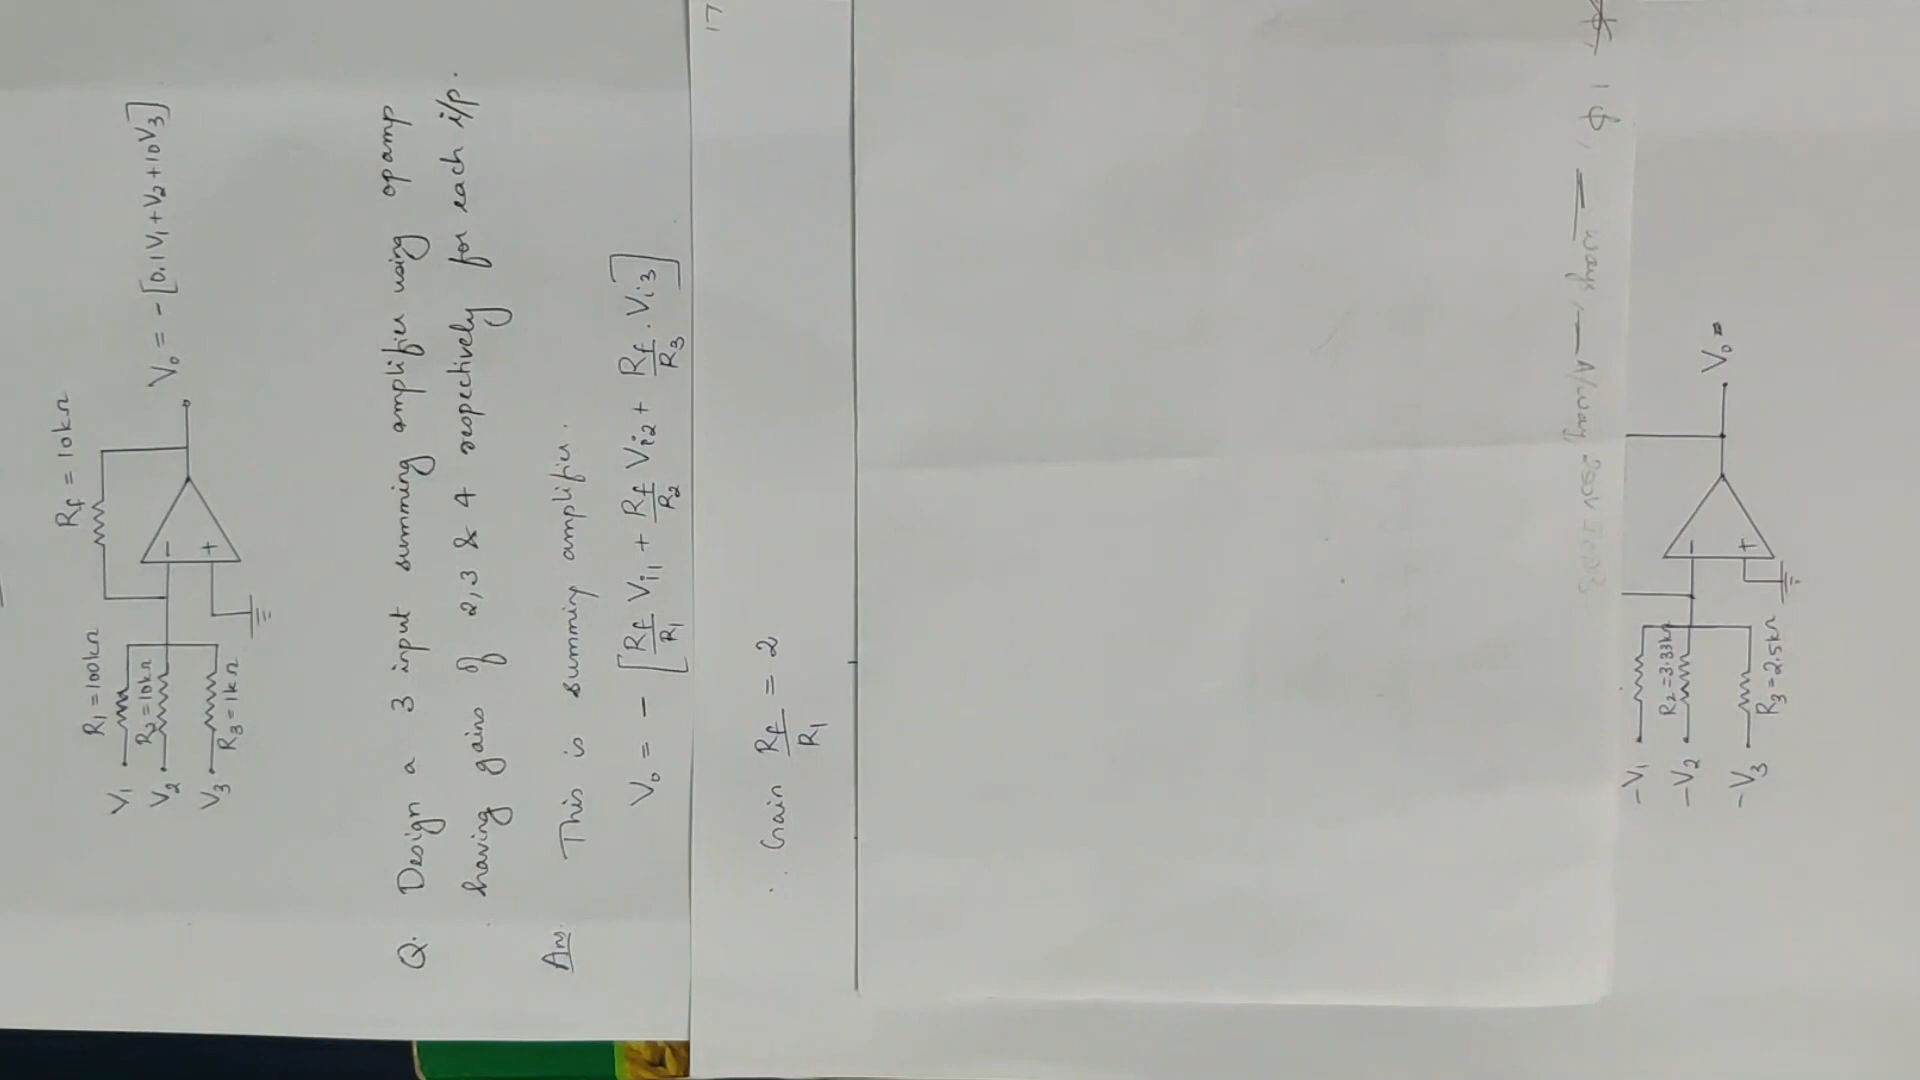 Rf = 10kΩ
R1 = 100kΩ
V1
R2 = 10kΩ
V2
R3 = 1kΩ
V3
−
+
Vo = - [0.1V1 + V2 + 10V3]
Q. Design a 3 input summing amplifier using opamp
having gains of 2,3 & 4 respectively for each i/p.
Ans. This is summing amplifier.
Vo = - [Rf/R1 Vi1 + Rf/R2 Vi2 + Rf/R3 . Vi3]
17
∴ Gain Rf/R1 = 2
-V1
R2 = 3.33kΩ
-V2
R3 = 2.5kΩ
-V3
−
+
Vo =